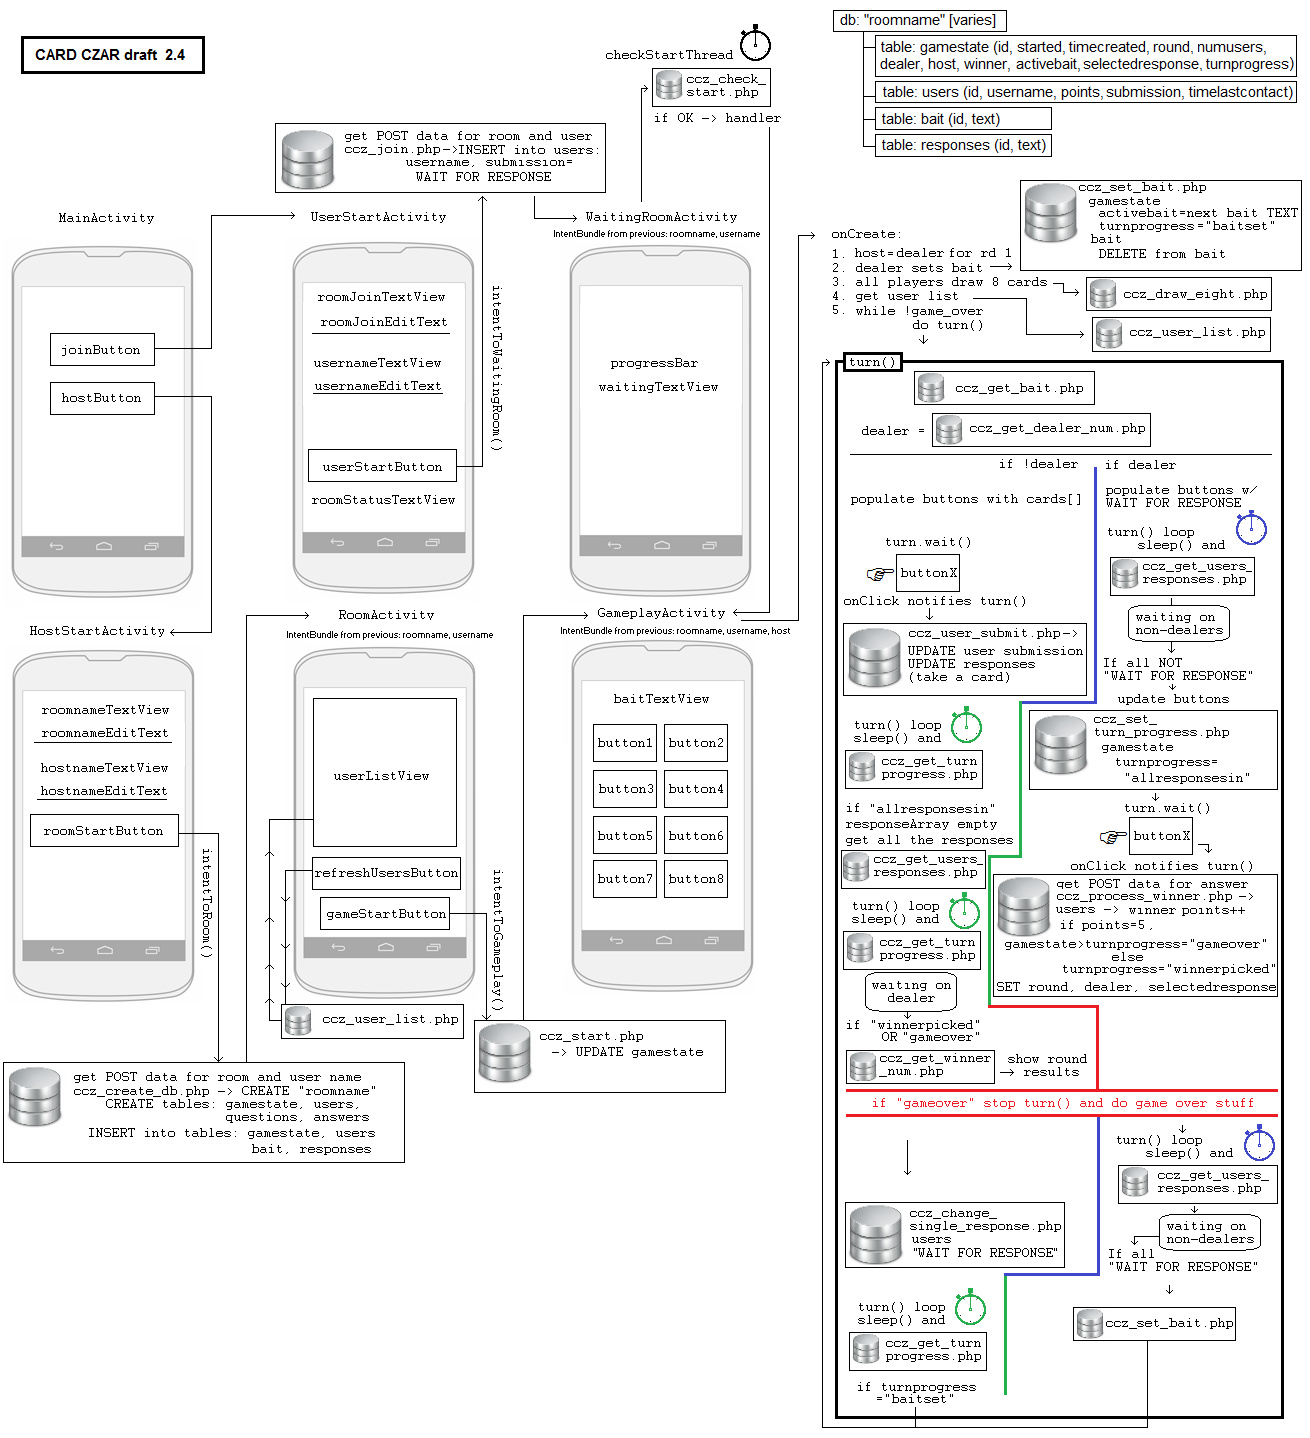 CARD CZAR draft 2.4
db: "roomname" [varies]
table: gamestate (id, started, timecreated, round, numusers,
dealer, host, winner, activebait, selectedresponse, turnprogress)
table: users (id, username, points, submission, timelastcontact)
table: bait (id, text)
table: responses (id, text)
checkStartThread
ccz_check_
start.php
if OK -> handler
get POST data for room and user
ccz_join.php->INSERT into users:
username, submission=
WAIT FOR RESPONSE
MainActivity
joinButton
hostButton
UserStartActivity
roomJoinTextView
roomJoinEditText
usernameTextView
usernameEditText
userStartButton
roomStatusTextView
intentToWaitingRoom()
WaitingRoomActivity
IntentBundle from previous: roomname, username
progressBar
waitingTextView
HostStartActivity
roomnameTextView
roomnameEditText
hostnameTextView
hostnameEditText
roomStartButton
intentToRoom()
RoomActivity
IntentBundle from previous: roomname, username
userListView
refreshUsersButton
gameStartButton
intentToGameplay()
ccz_user_list.php
GameplayActivity
IntentBundle from previous: roomname, username, host
baitTextView
button1 button2
button3 button4
button5 button6
button7 button8
ccz_start.php
-> UPDATE gamestate
get POST data for room and user name
ccz_create_db.php -> CREATE "roomname"
CREATE tables: gamestate, users,
questions, answers
INSERT into tables: gamestate, users
bait, responses
onCreate:
1. host=dealer for rd 1
2. dealer sets bait
3. all players draw 8 cards
4. get user list
5. while !game_over
do turn()
ccz_set_bait.php
gamestate
activebait=next bait TEXT
turnprogress="baitset"
bait
DELETE from bait
ccz_draw_eight.php
ccz_user_list.php
turn()
ccz_get_bait.php
dealer = ccz_get_dealer_num.php
if !dealer
populate buttons with cards[]
turn.wait()
buttonX
onClick notifies turn()
ccz_user_submit.php->
UPDATE user submission
UPDATE responses
(take a card)
turn() loop
sleep() and
ccz_get_turn
progress.php
if "allresponsesin"
responseArray empty
get all the responses
ccz_get_users_
responses.php
turn() loop
sleep() and
ccz_get_turn
progress.php
waiting on
dealer
if "winnerpicked"
OR "gameover"
ccz_get_winner
_num.php
show round
results
if dealer
populate buttons w/
WAIT FOR RESPONSE
turn() loop
sleep() and
ccz_get_users_
responses.php
waiting on
non-dealers
If all NOT
"WAIT FOR RESPONSE"
update buttons
ccz_set_
turn_progress.php
gamestate
turnprogress=
"allresponsesin"
turn.wait()
buttonX
onClick notifies turn()
get POST data for answer
ccz_process_winner.php ->
users -> winner points++
if points=5,
gamestate>turnprogress="gameover"
else
turnprogress="winnerpicked"
SET round, dealer, selectedresponse
if "gameover" stop turn() and do game over stuff
ccz_change_
single_response.php
users
"WAIT FOR RESPONSE"
turn() loop
sleep() and
ccz_get_turn
progress.php
if turnprogress
="baitset"
turn() loop
sleep() and
ccz_get_users_
responses.php
waiting on
non-dealers
If all
"WAIT FOR RESPONSE"
ccz_set_bait.php